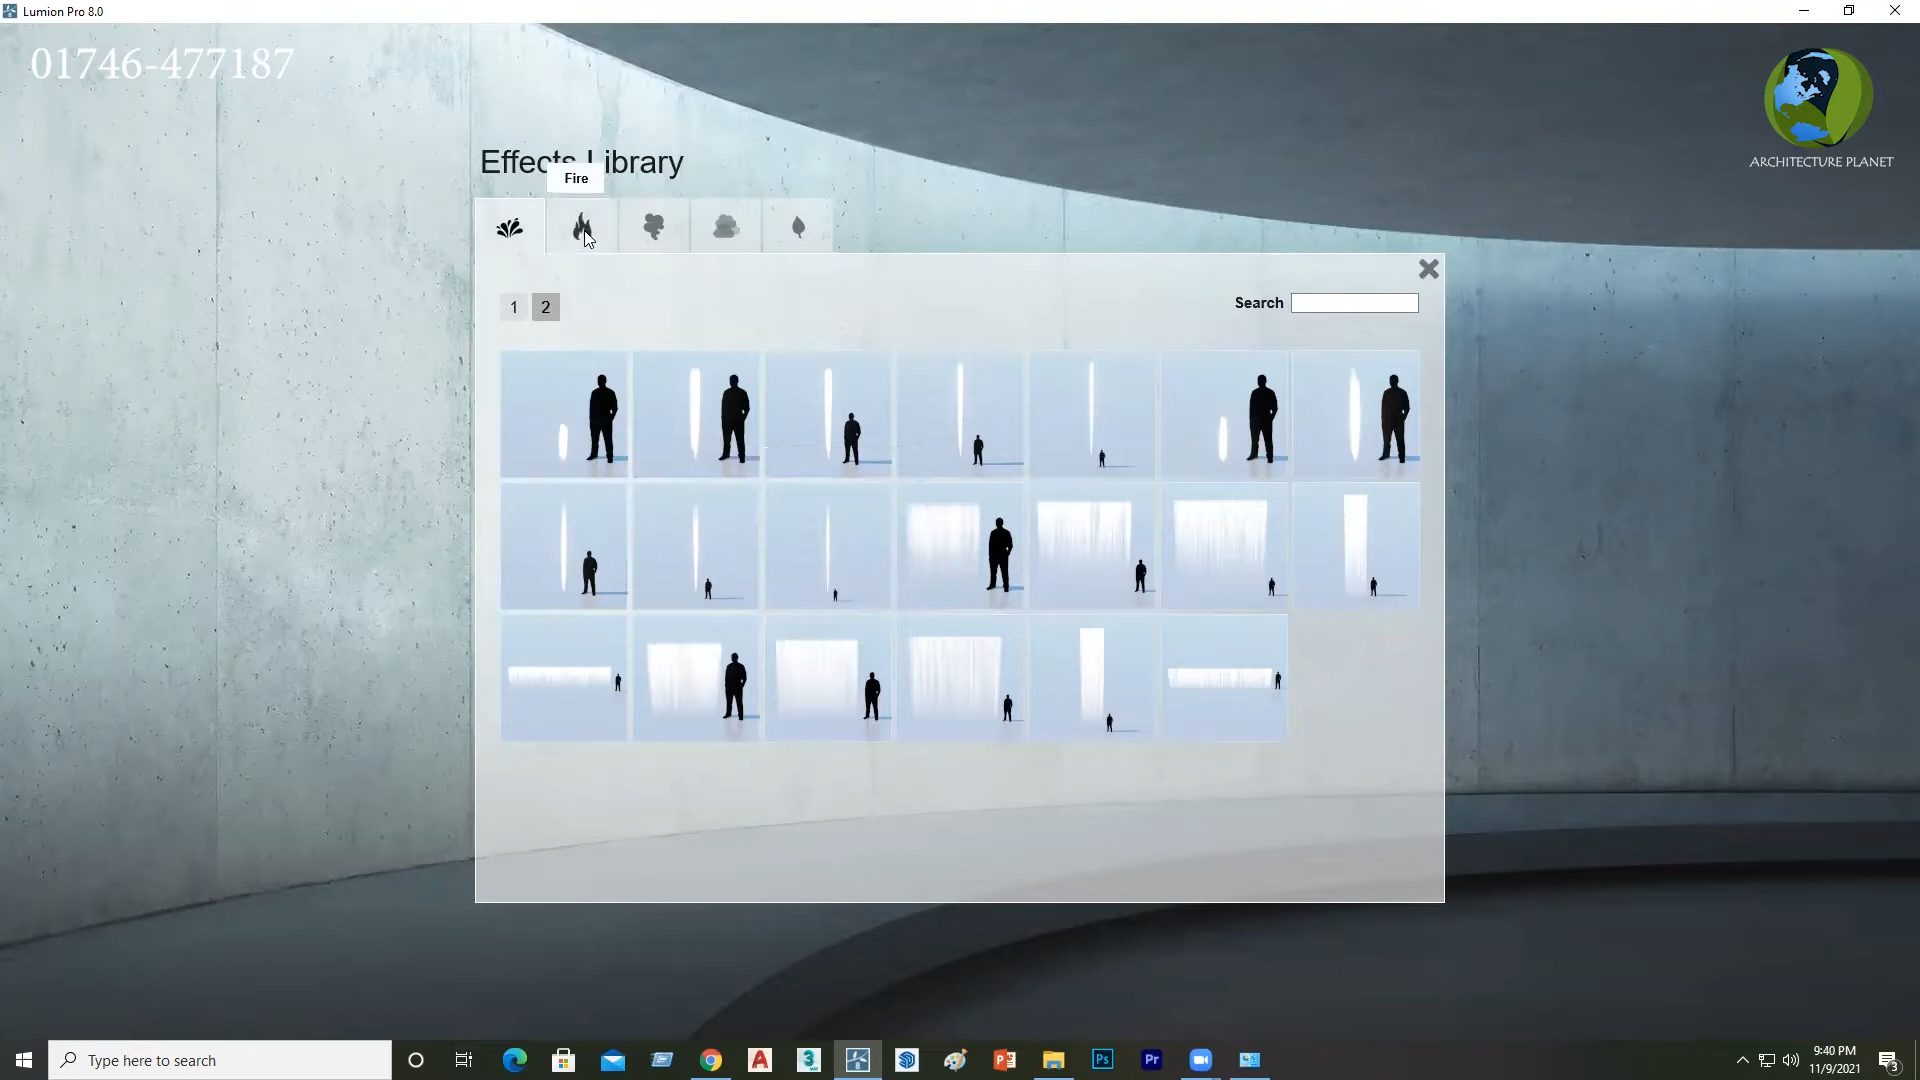 Lumion Pro 8.0
01746-477187
ARCHITECTURE PLANET
Effects Library
Fire
1 2
Search
Type here to search
9:40 PM
11/9/2021
3